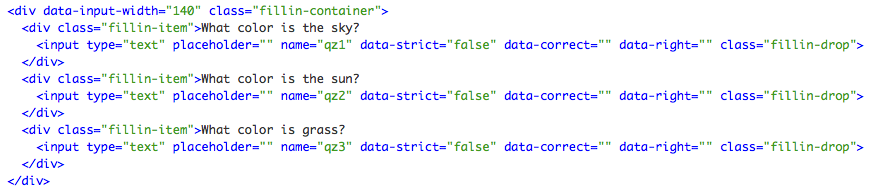 <div data-input-width="140" class="fillin-container">
  <div class="fillin-item">What color is the sky?
    <input type="text" placeholder="" name="qz1" data-strict="false" data-correct="" data-right="" class="fillin-drop">
  </div>
  <div class="fillin-item">What color is the sun?
    <input type="text" placeholder="" name="qz2" data-strict="false" data-correct="" data-right="" class="fillin-drop">
  </div>
  <div class="fillin-item">What color is grass?
    <input type="text" placeholder="" name="qz3" data-strict="false" data-correct="" data-right="" class="fillin-drop">
  </div>
</div>